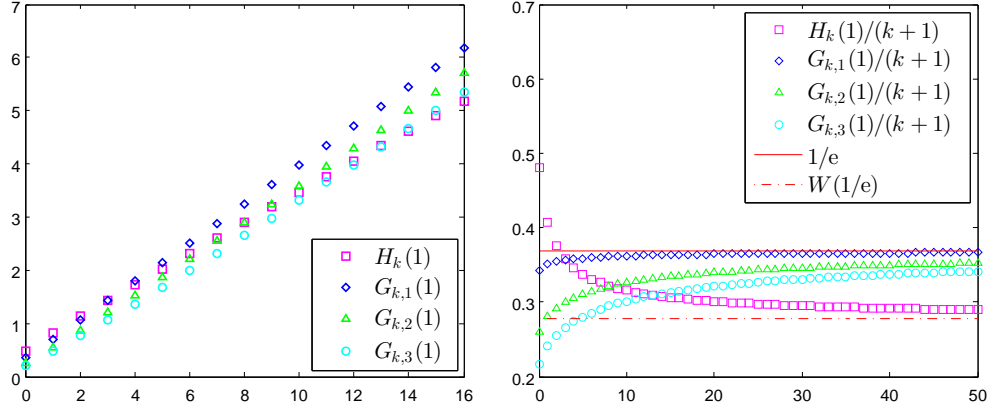 7
6
5
4
3
2
1
0
0 2 4 6 8 10 12 14 16
H_k(1)
G_{k,1}(1)
G_{k,2}(1)
G_{k,3}(1)
0.7
0.6
0.5
0.4
0.3
0.2
0 10 20 30 40 50
H_k(1)/(k + 1)
G_{k,1}(1)/(k + 1)
G_{k,2}(1)/(k + 1)
G_{k,3}(1)/(k + 1)
1/e
W(1/e)